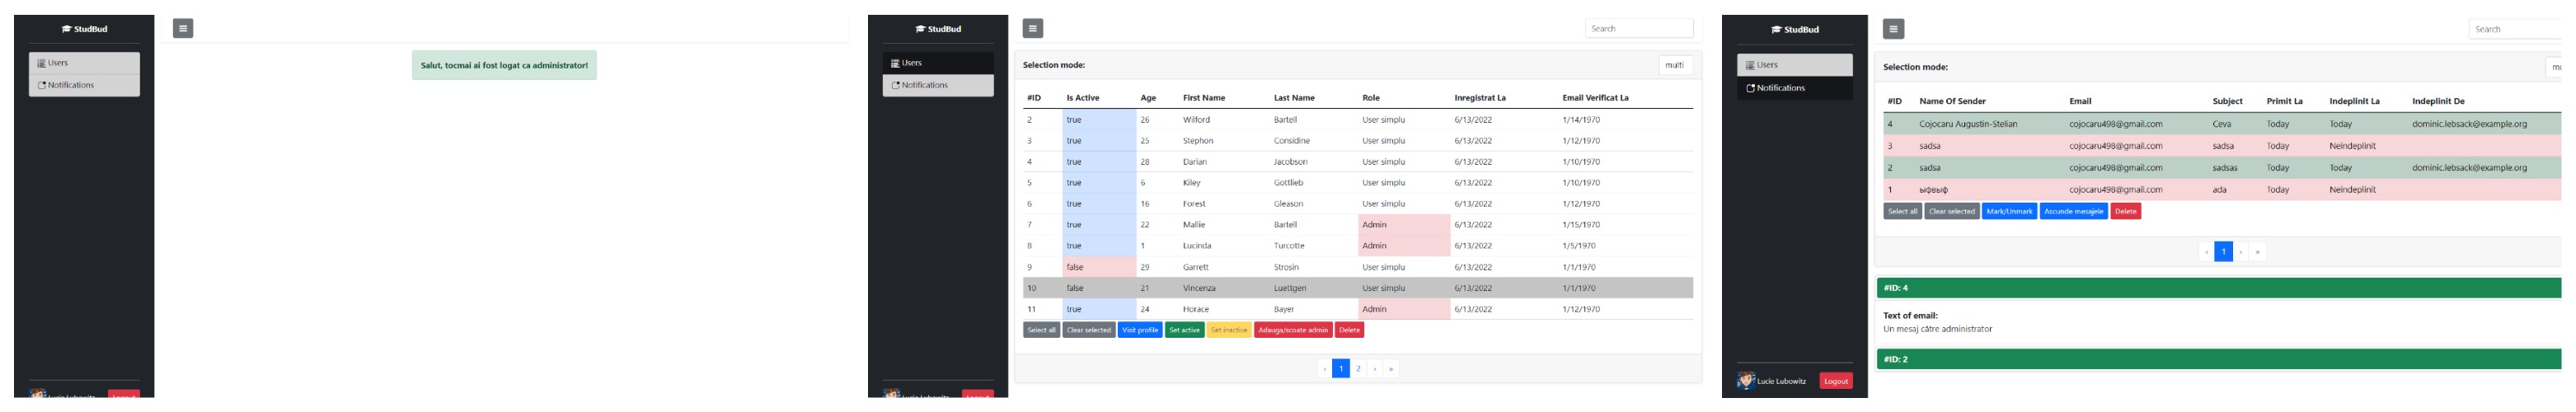 StudBud
Users
Notifications
Salut, tocmai ai fost logat ca administrator!
StudBud
Users
Notifications
Search
Selection mode:
multi
#ID Is Active Age First Name Last Name Role Inregistrat La Email Verificat La
2 true 26 Wilford Bartell User simplu 6/13/2022 1/14/1970
3 true 25 Stephon Considine User simplu 6/13/2022 1/12/1970
4 true 28 Darian Jacobson User simplu 6/13/2022 1/10/1970
5 true 6 Kiley Gottlieb User simplu 6/13/2022 1/10/1970
6 true 16 Forest Gleason User simplu 6/13/2022 1/12/1970
7 true 22 Mallie Bartell Admin 6/13/2022 1/15/1970
8 true 1 Lucinda Turcotte Admin 6/13/2022 1/5/1970
9 false 29 Garrett Strosin User simplu 6/13/2022 1/1/1970
10 false 21 Vincenza Luettgen User simplu 6/13/2022 1/1/1970
11 true 24 Horace Bayer Admin 6/13/2022 1/12/1970
Select all Clear selected Visit profile Set active Set inactive Adauga/scoate admin Delete
‹ 1 2 › »
StudBud
Users
Notifications
Lucie Lubowitz Logout
Search
Selection mode:
#ID Name Of Sender Email Subject Primit La Indeplinit La Indeplinit De
4 Cojocaru Augustin-Stelian cojocaru498@gmail.com Ceva Today Today dominic.lebsack@example.org
3 sadsa cojocaru498@gmail.com sadsa Today Neindeplinit
2 sadsa cojocaru498@gmail.com sadsas Today Today dominic.lebsack@example.org
1 ыфвыф cojocaru498@gmail.com ada Today Neindeplinit
Select all Clear selected Mark/Unmark Ascunde mesajele Delete
‹ 1 › »
#ID: 4
Text of email:
Un mesaj către administrator
#ID: 2